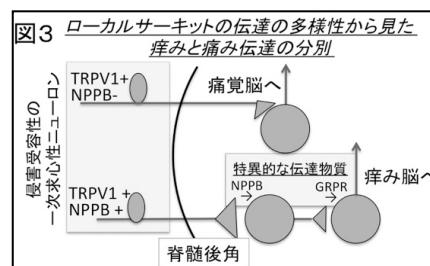 図3 ローカルサーキットの伝達の多様性から見た
痒みと痛み伝達の分別
侵害受容性の
一次求心性ニューロン
TRPV1+
NPPB-
痛覚脳へ
TRPV1 +
NPPB +
特異的な伝達物質
NPPB
→
GRPR
→
痒み脳へ
脊髄後角